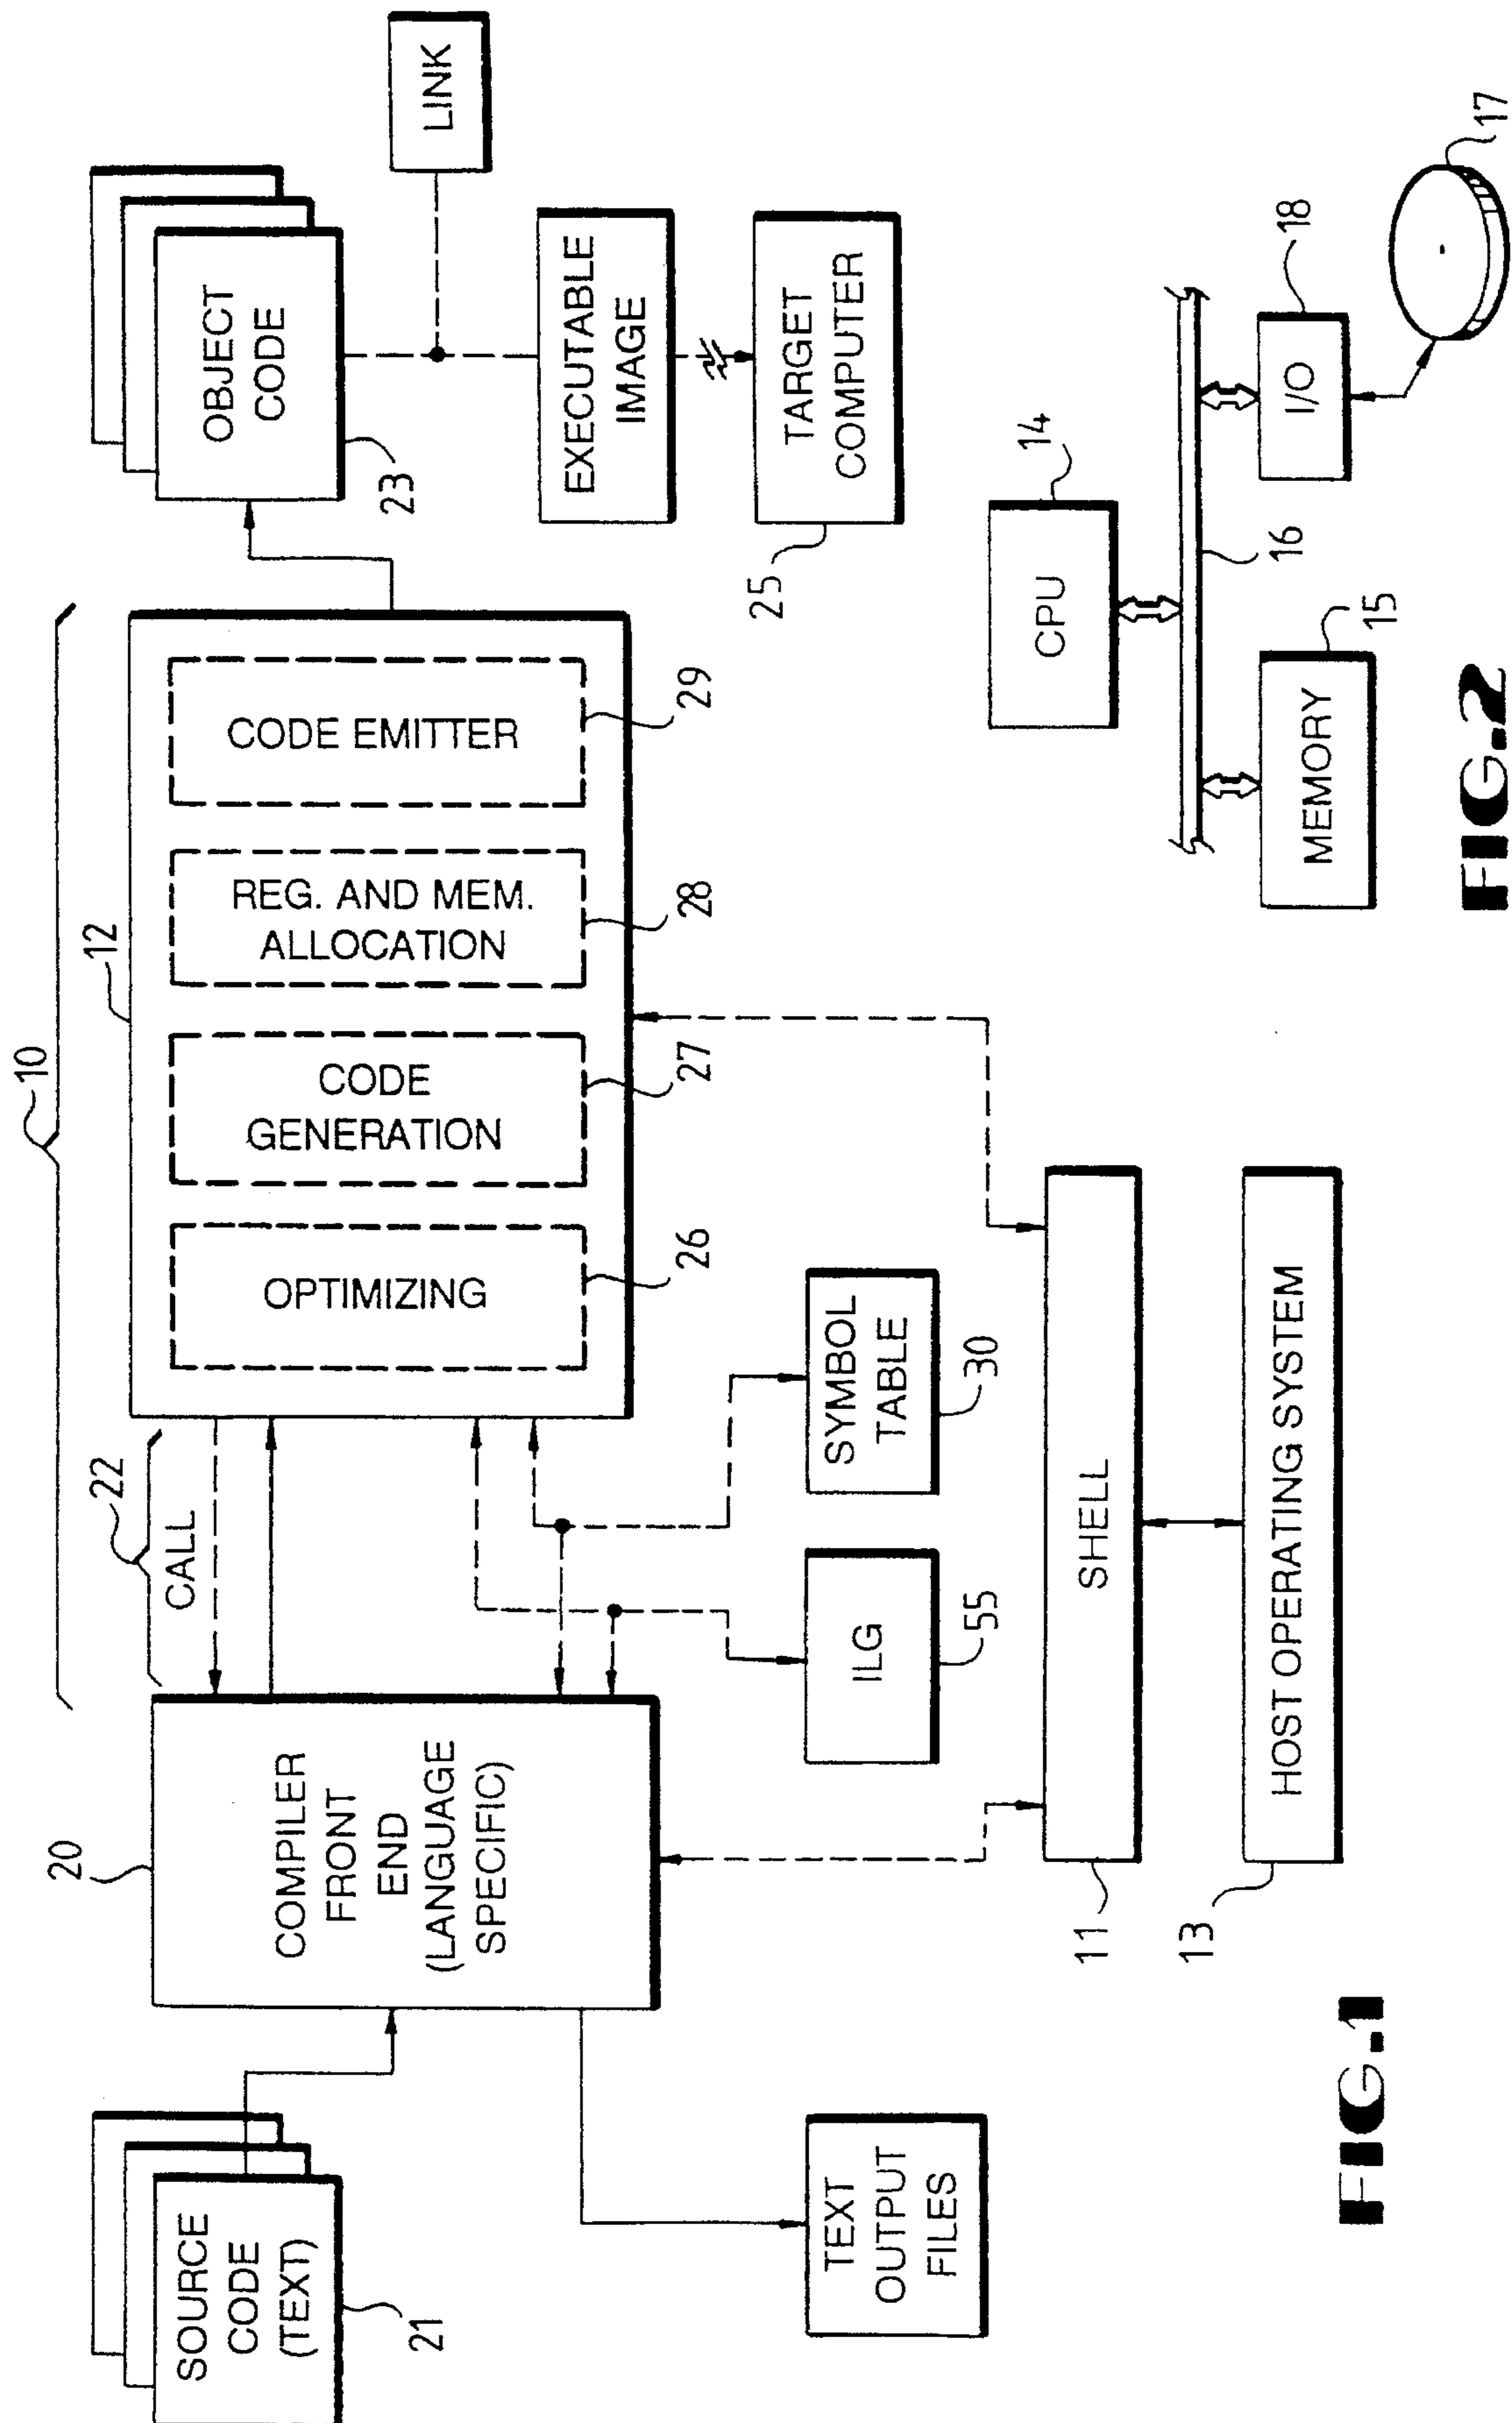 10
12
22
CALL
20
COMPILER
FRONT
END
(LANGUAGE
SPECIFIC)
SOURCE
CODE
(TEXT)
21
TEXT
OUTPUT
FILES
OPTIMIZING
26
CODE
GENERATION
27
REG. AND MEM.
ALLOCATION
28
CODE EMITTER
29
OBJECT
CODE
23
LINK
EXECUTABLE
IMAGE
TARGET
COMPUTER
25
ILG
55
SYMBOL
TABLE
30
SHELL
11
HOST OPERATING SYSTEM
13
FIG.1
CPU
14
16
MEMORY
15
I/O
18
17
FIG.2